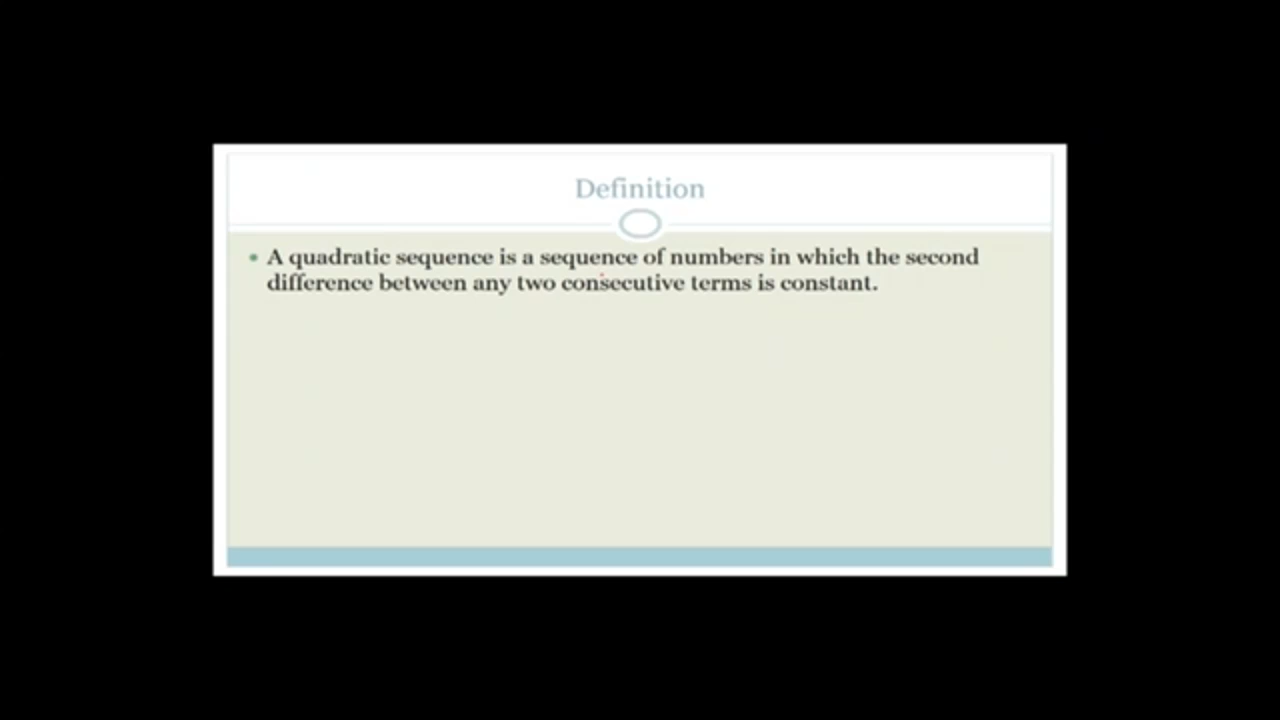 Definition
A quadratic sequence is a sequence of numbers in which the second
difference between any two consecutive terms is constant.